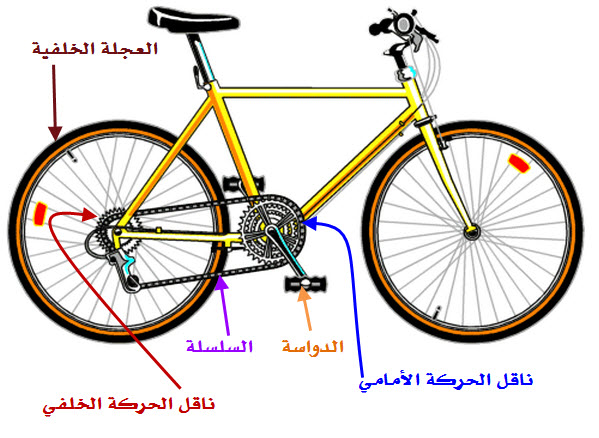 العجلة الخلفية
الدواسة
السلسلة
ناقل الحركة الأمامي
ناقل الحركة الخلفي